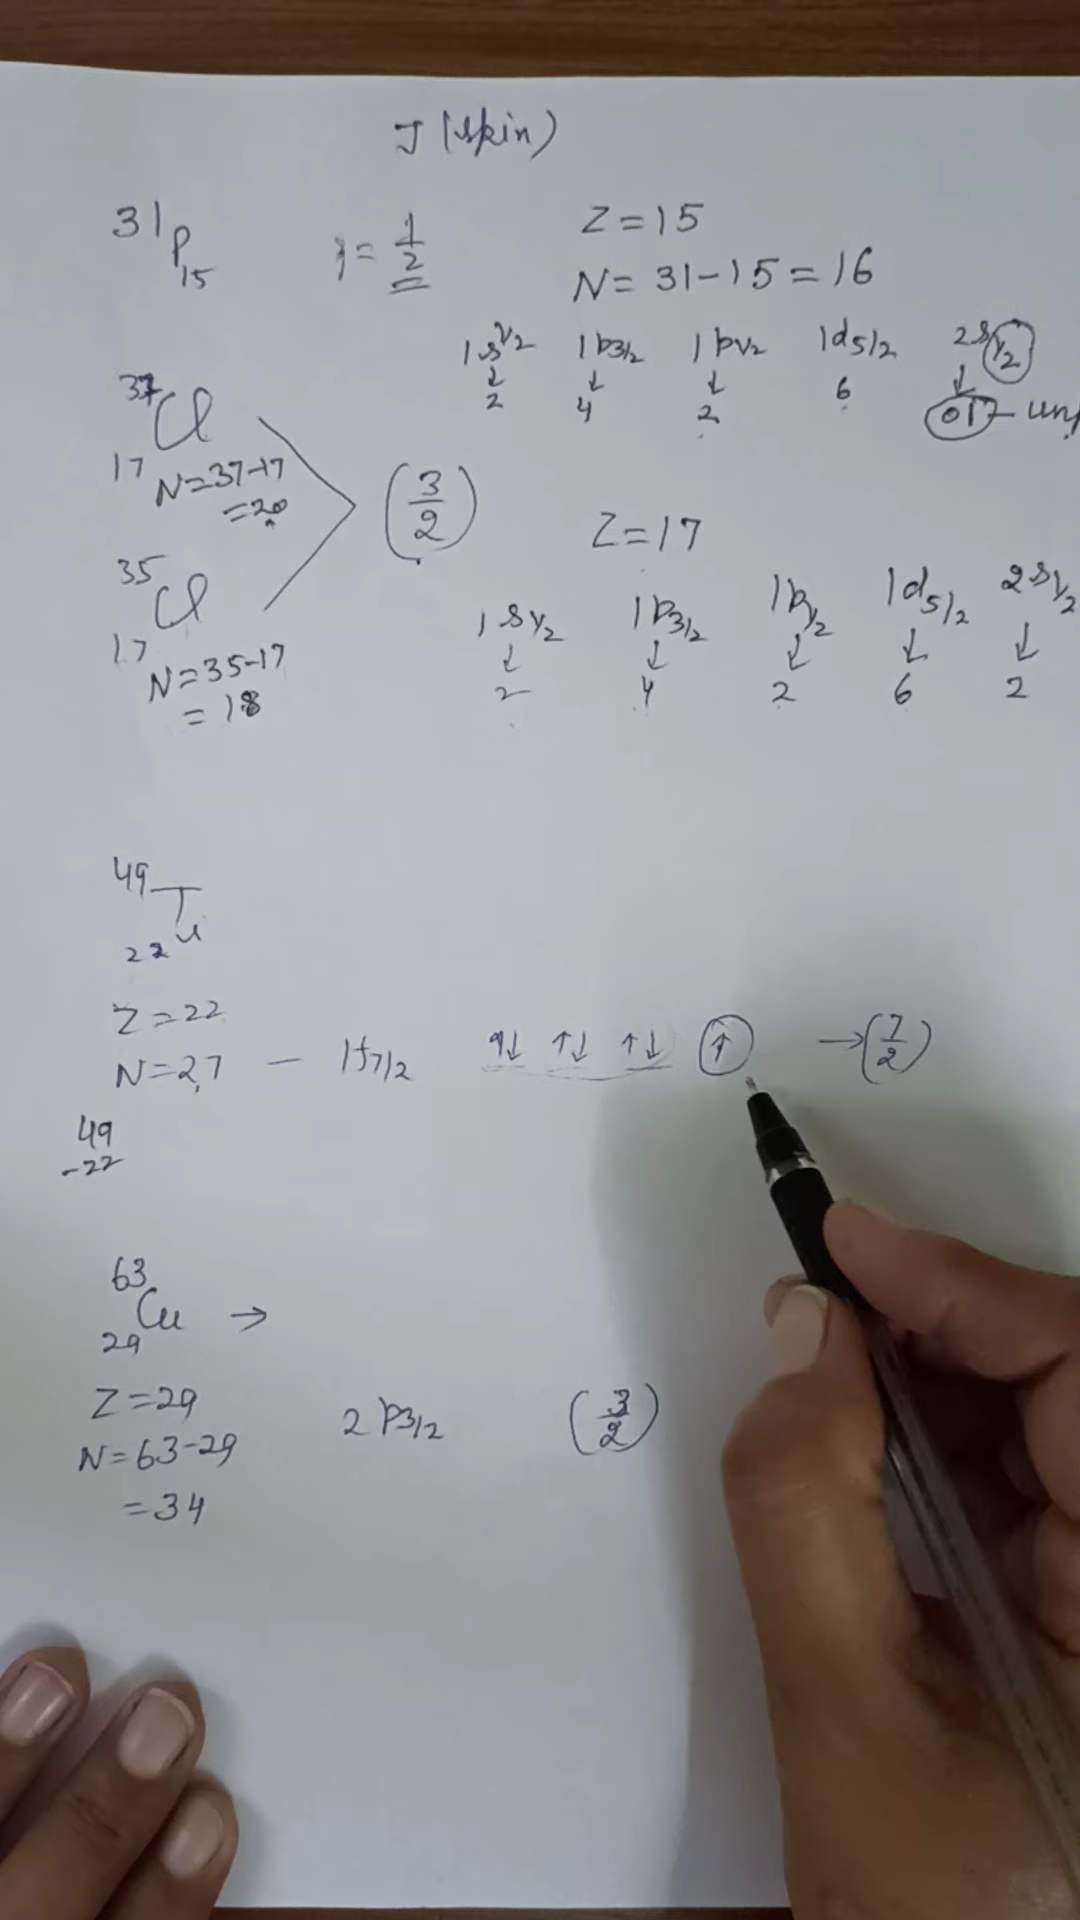 J (spin)
31
P
15
j = 1/2
Z = 15
N = 31-15 = 16
1s1/2 1p3/2 1p1/2 1d5/2 2s1/2
↓ ↓ ↓ ↓
2 4 2 6 01
37
Cl
17
N=37-17
=20
(3/2)
35
Cl
17
N=35-17
= 18
Z = 17
1s1/2 1p3/2 1p1/2 1d5/2 2s1/2
↓ ↓ ↓ ↓ ↓
2 4 2 6 2
49
Ti
22
Z = 22
N = 27 — 1f7/2 ↑↓ ↑↓ ↑↓ ↑ → (7/2)
49
-22
63
Cu →
29
Z = 29
N = 63-29
= 34
2p3/2 (3/2)